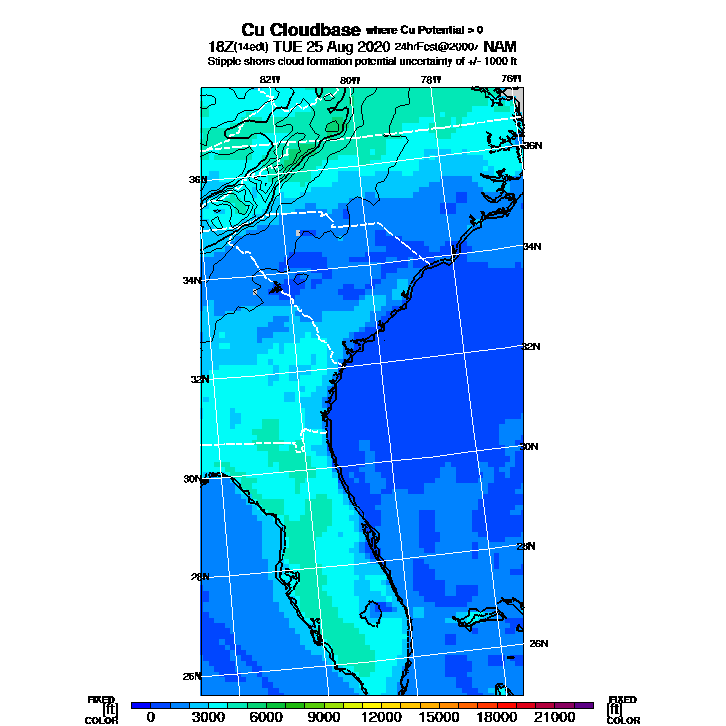 Cu Cloudbase where Cu Potential > 0
18Z(14edt) TUE 25 Aug 2020 24hrFcst@2000z NAM
Stipple shows cloud formation potential uncertainty of +/- 1000 ft
82W 80W 78W 76W
36N 36N
34N 34N
32N 32N
30N 30N
28N 28N
26N 26N
FIXED FIXED
[ft] [ft]
COLOR 0 3000 6000 9000 12000 15000 18000 21000 COLOR